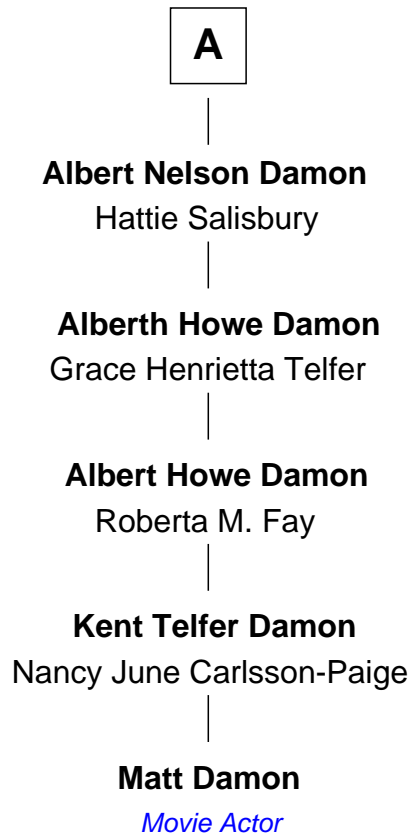 A
Albert Nelson Damon
Hattie Salisbury
Alberth Howe Damon
Grace Henrietta Telfer
Albert Howe Damon
Roberta M. Fay
Kent Telfer Damon
Nancy June Carlsson-Paige
Matt Damon
Movie Actor